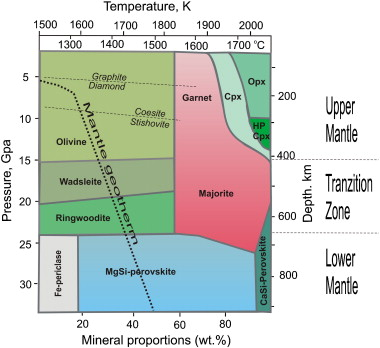 Temperature, K
1500 1600 1700 1800 1900 2000
1300 1400 1500 1600 1700 °C
Graphite
Diamond
Coesite
Stishovite
Mantle geotherm
Garnet
Cpx
Opx
HP
Cpx
Olivine
Wadsleite
Ringwoodite
Majorite
Fe-periclase
MgSi-perovskite
CaSi-Perovskite
Pressure, Gpa
5
10
15
20
25
30
200
400
600
800
Depth. km
Upper
Mantle
Tranzition
Zone
Lower
Mantle
20 40 60 80
Mineral proportions (wt.%)